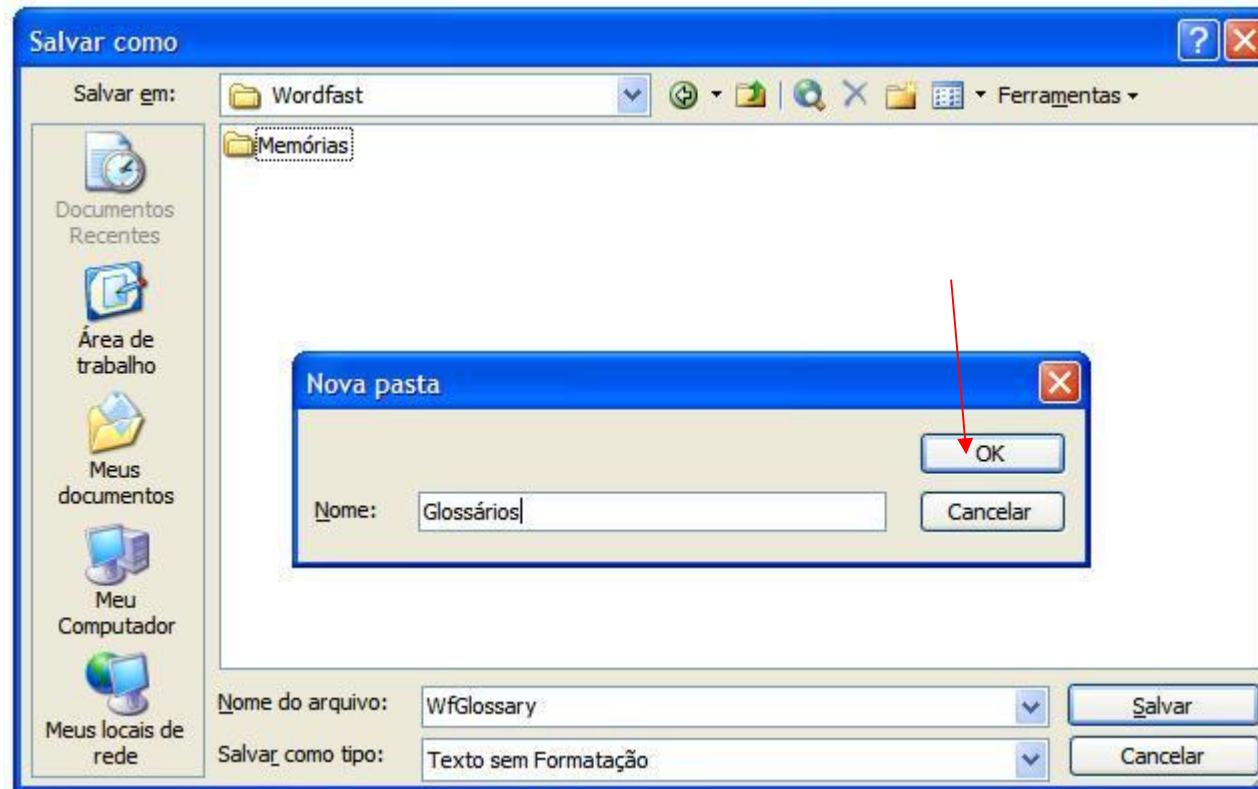 Salvar como
Salvar em:
Wordfast
Ferramentas
Memórias
Documentos
Recentes
Área de
trabalho
Meus
documentos
Meu
Computador
Meus locais de
rede
Nova pasta
OK
Nome:
Glossários
Cancelar
Nome do arquivo:
WfGlossary
Salvar
Salvar como tipo:
Texto sem Formatação
Cancelar